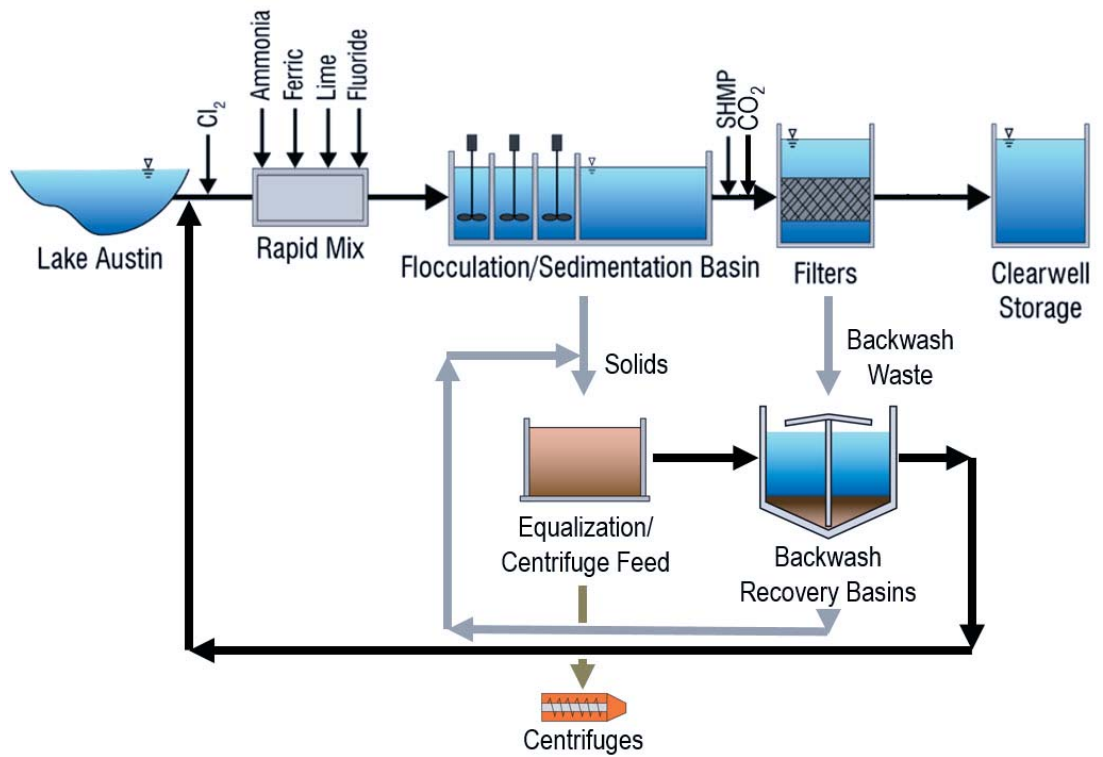 Cl₂
Ammonia
Ferric
Lime
Fluoride
SHMP
CO₂
Lake Austin
Rapid Mix
Flocculation/Sedimentation Basin
Filters
Clearwell
Storage
Solids
Backwash
Waste
Equalization/
Centrifuge Feed
Backwash
Recovery Basins
Centrifuges